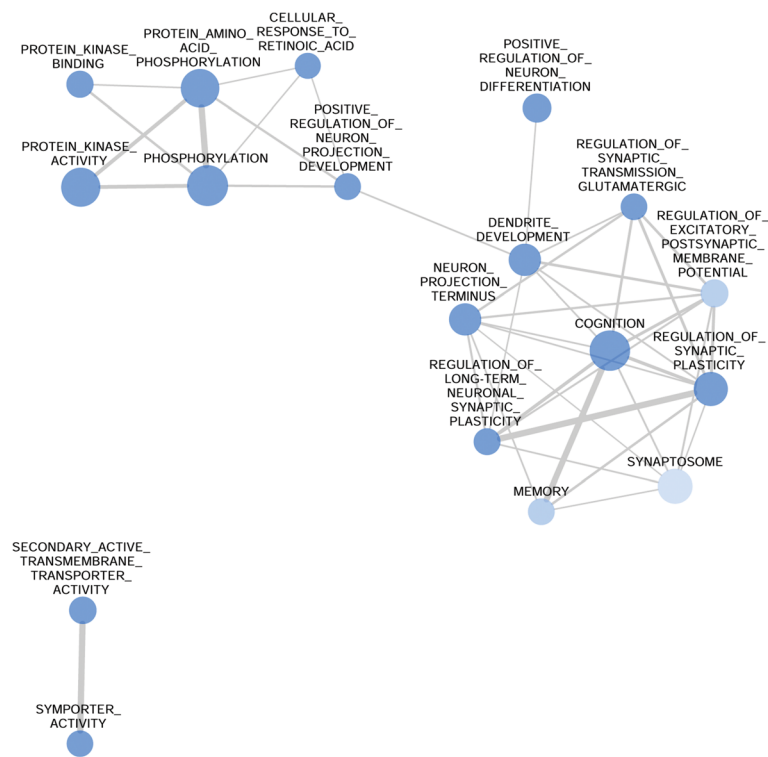 PROTEIN_KINASE_
BINDING
PROTEIN_AMINO_
ACID_
PHOSPHORYLATION
CELLULAR_
RESPONSE_TO_
RETINOIC_ACID
PROTEIN_KINASE_
ACTIVITY
PHOSPHORYLATION
POSITIVE_
REGULATION_OF_
NEURON_
PROJECTION_
DEVELOPMENT
POSITIVE_
REGULATION_OF_
NEURON_
DIFFERENTIATION
REGULATION_OF_
SYNAPTIC_
TRANSMISSION_
GLUTAMATERGIC
DENDRITE_
DEVELOPMENT
REGULATION_OF_
EXCITATORY_
POSTSYNAPTIC_
MEMBRANE_
POTENTIAL
NEURON_
PROJECTION_
TERMINUS
COGNITION
REGULATION_OF_
SYNAPTIC_
PLASTICITY
REGULATION_OF_
LONG-TERM_
NEURONAL_
SYNAPTIC_
PLASTICITY
SYNAPTOSOME
MEMORY
SECONDARY_ACTIVE_
TRANSMEMBRANE_
TRANSPORTER_
ACTIVITY
SYMPORTER_
ACTIVITY